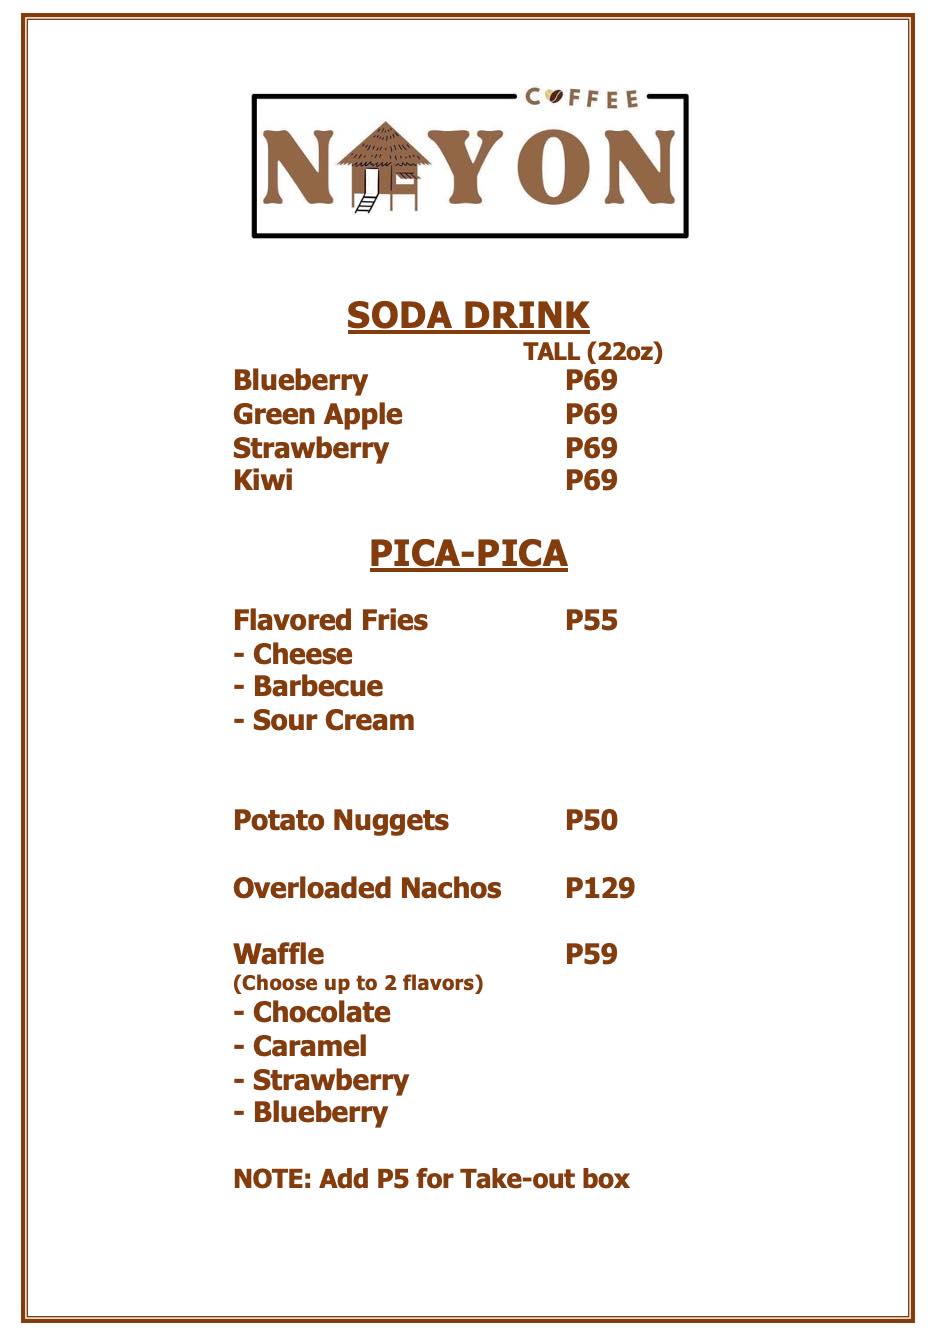 COFFEE
NAYON
SODA DRINK
TALL (22oz)
Blueberry P69
Green Apple P69
Strawberry P69
Kiwi P69
PICA-PICA
Flavored Fries P55
- Cheese
- Barbecue
- Sour Cream
Potato Nuggets P50
Overloaded Nachos P129
Waffle P59
(Choose up to 2 flavors)
- Chocolate
- Caramel
- Strawberry
- Blueberry
NOTE: Add P5 for Take-out box